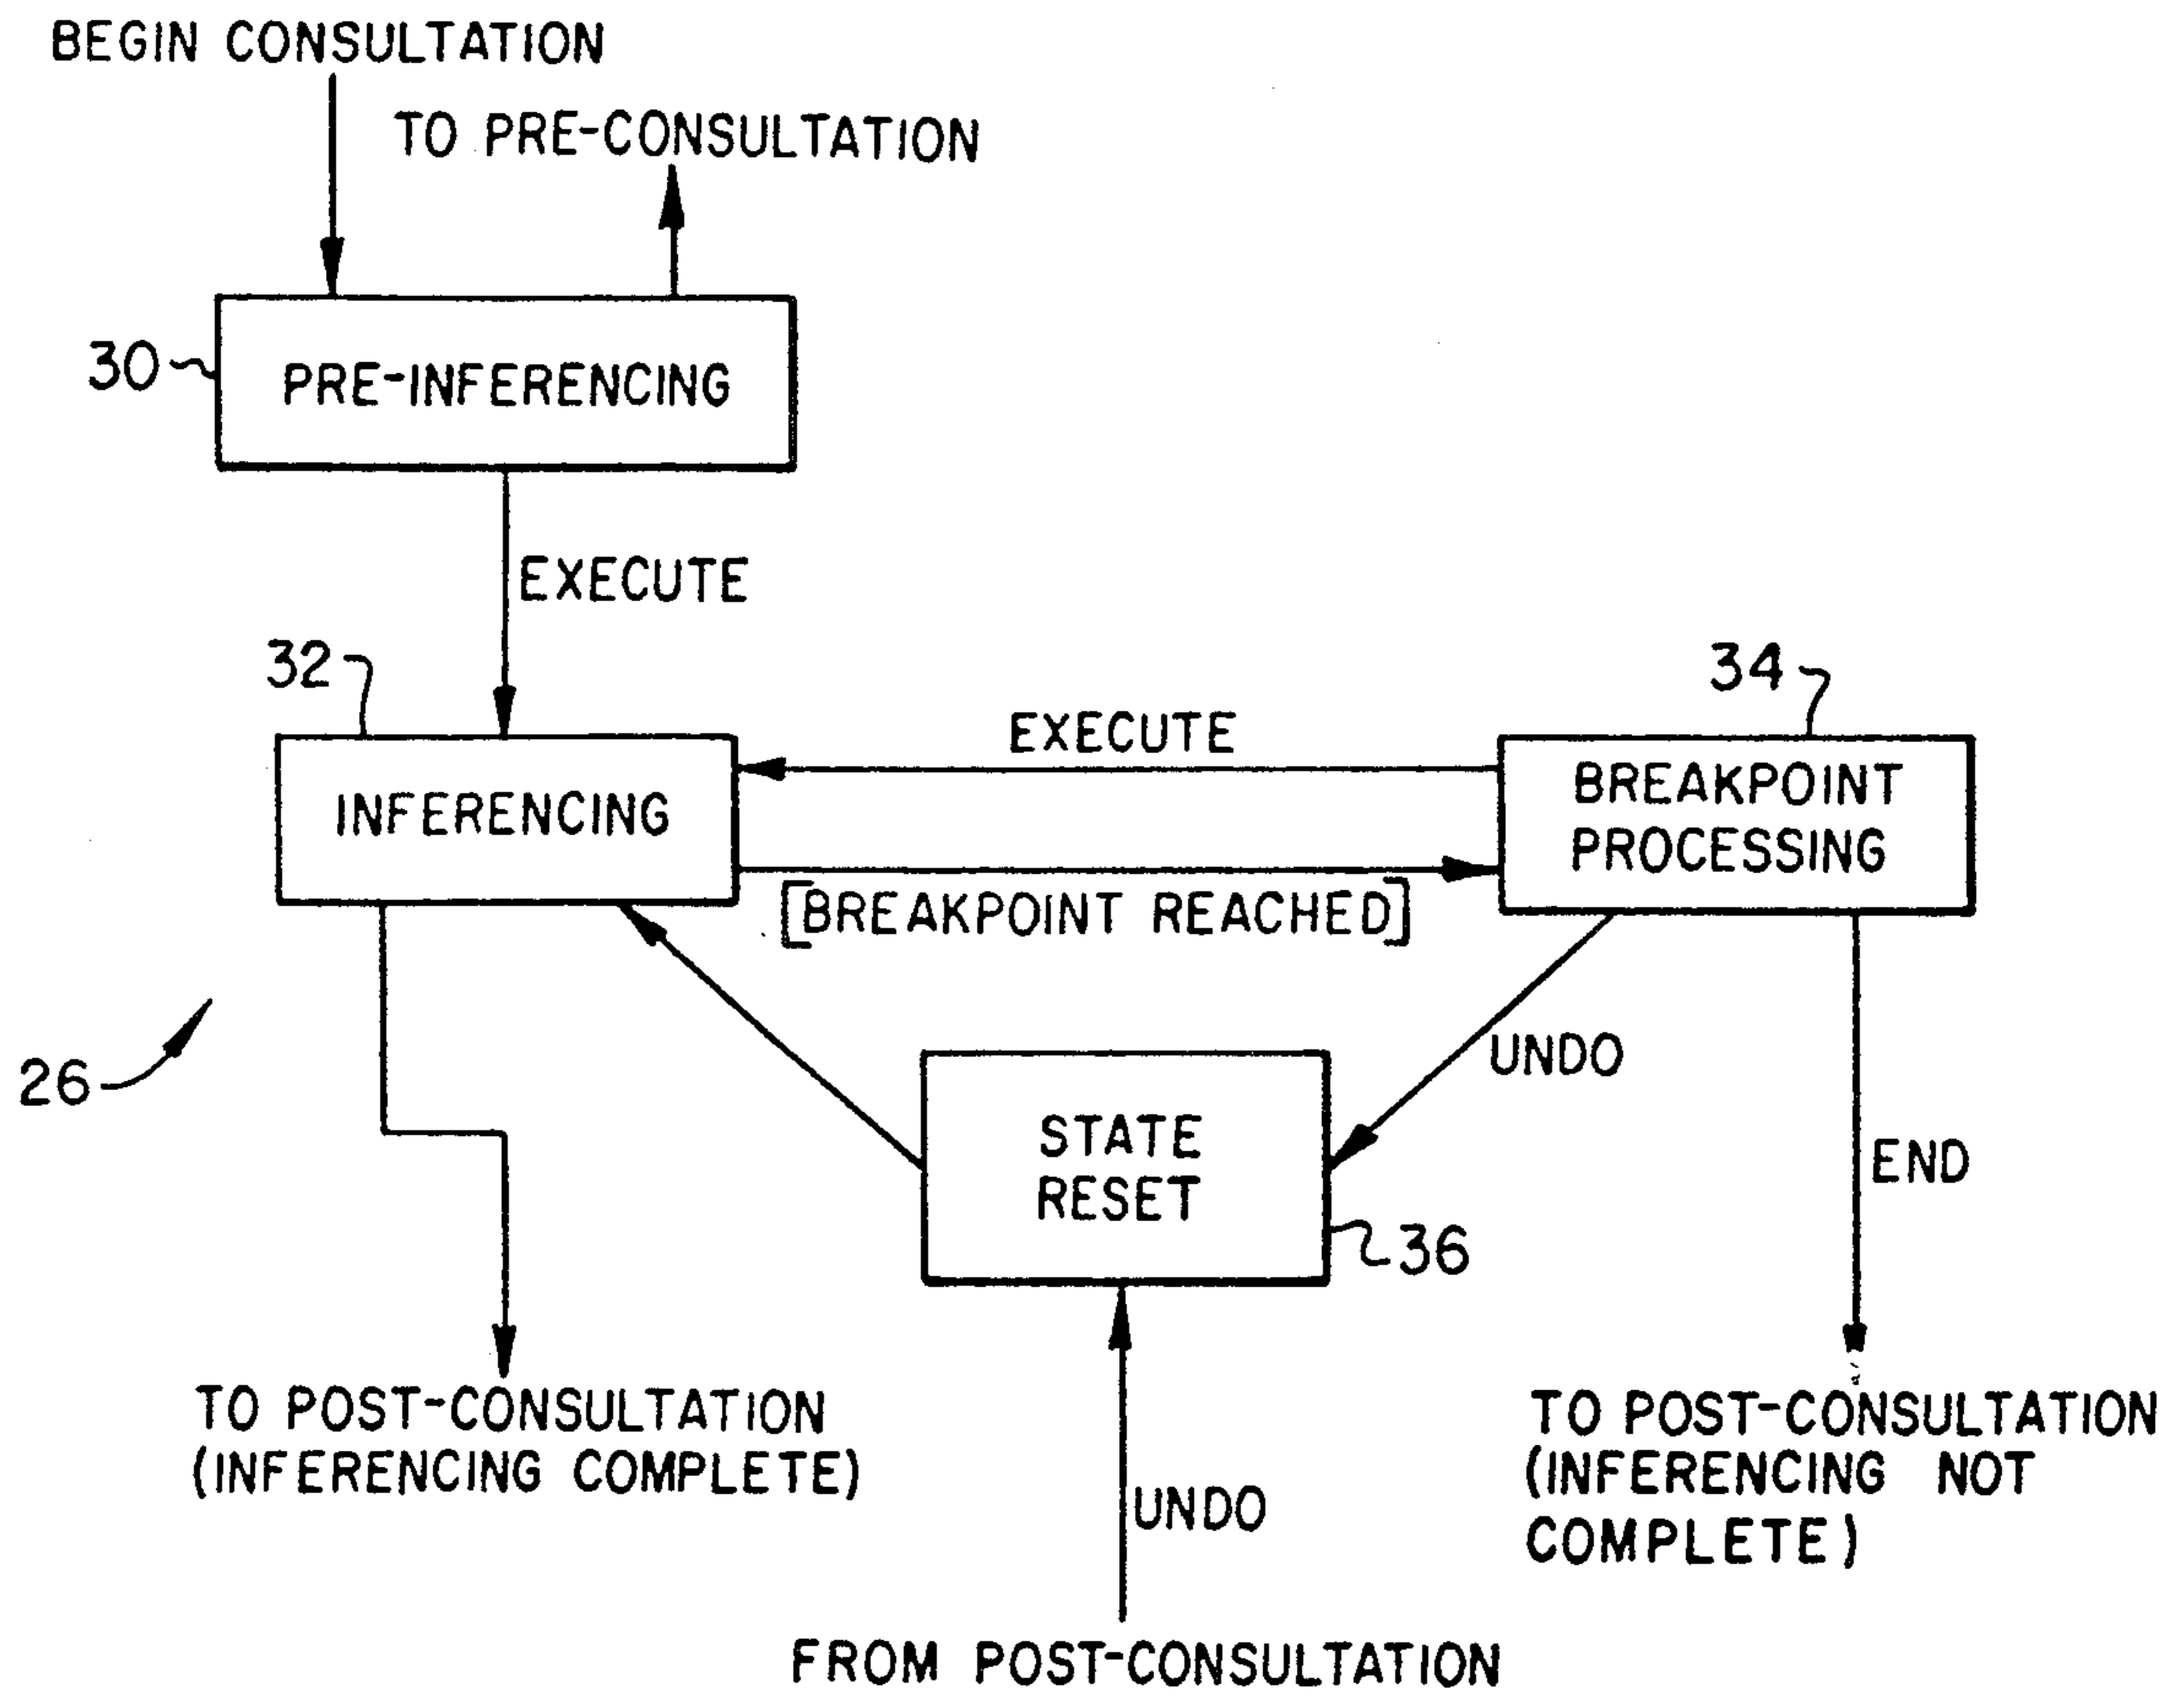 BEGIN CONSULTATION
TO PRE-CONSULTATION
30
PRE-INFERENCING
EXECUTE
32
34
EXECUTE
INFERENCING
BREAKPOINT
PROCESSING
[BREAKPOINT REACHED]
26
UNDO
STATE
RESET
END
36
TO POST-CONSULTATION
(INFERENCING COMPLETE)
TO POST-CONSULTATION
(INFERENCING NOT
COMPLETE)
UNDO
FROM POST-CONSULTATION